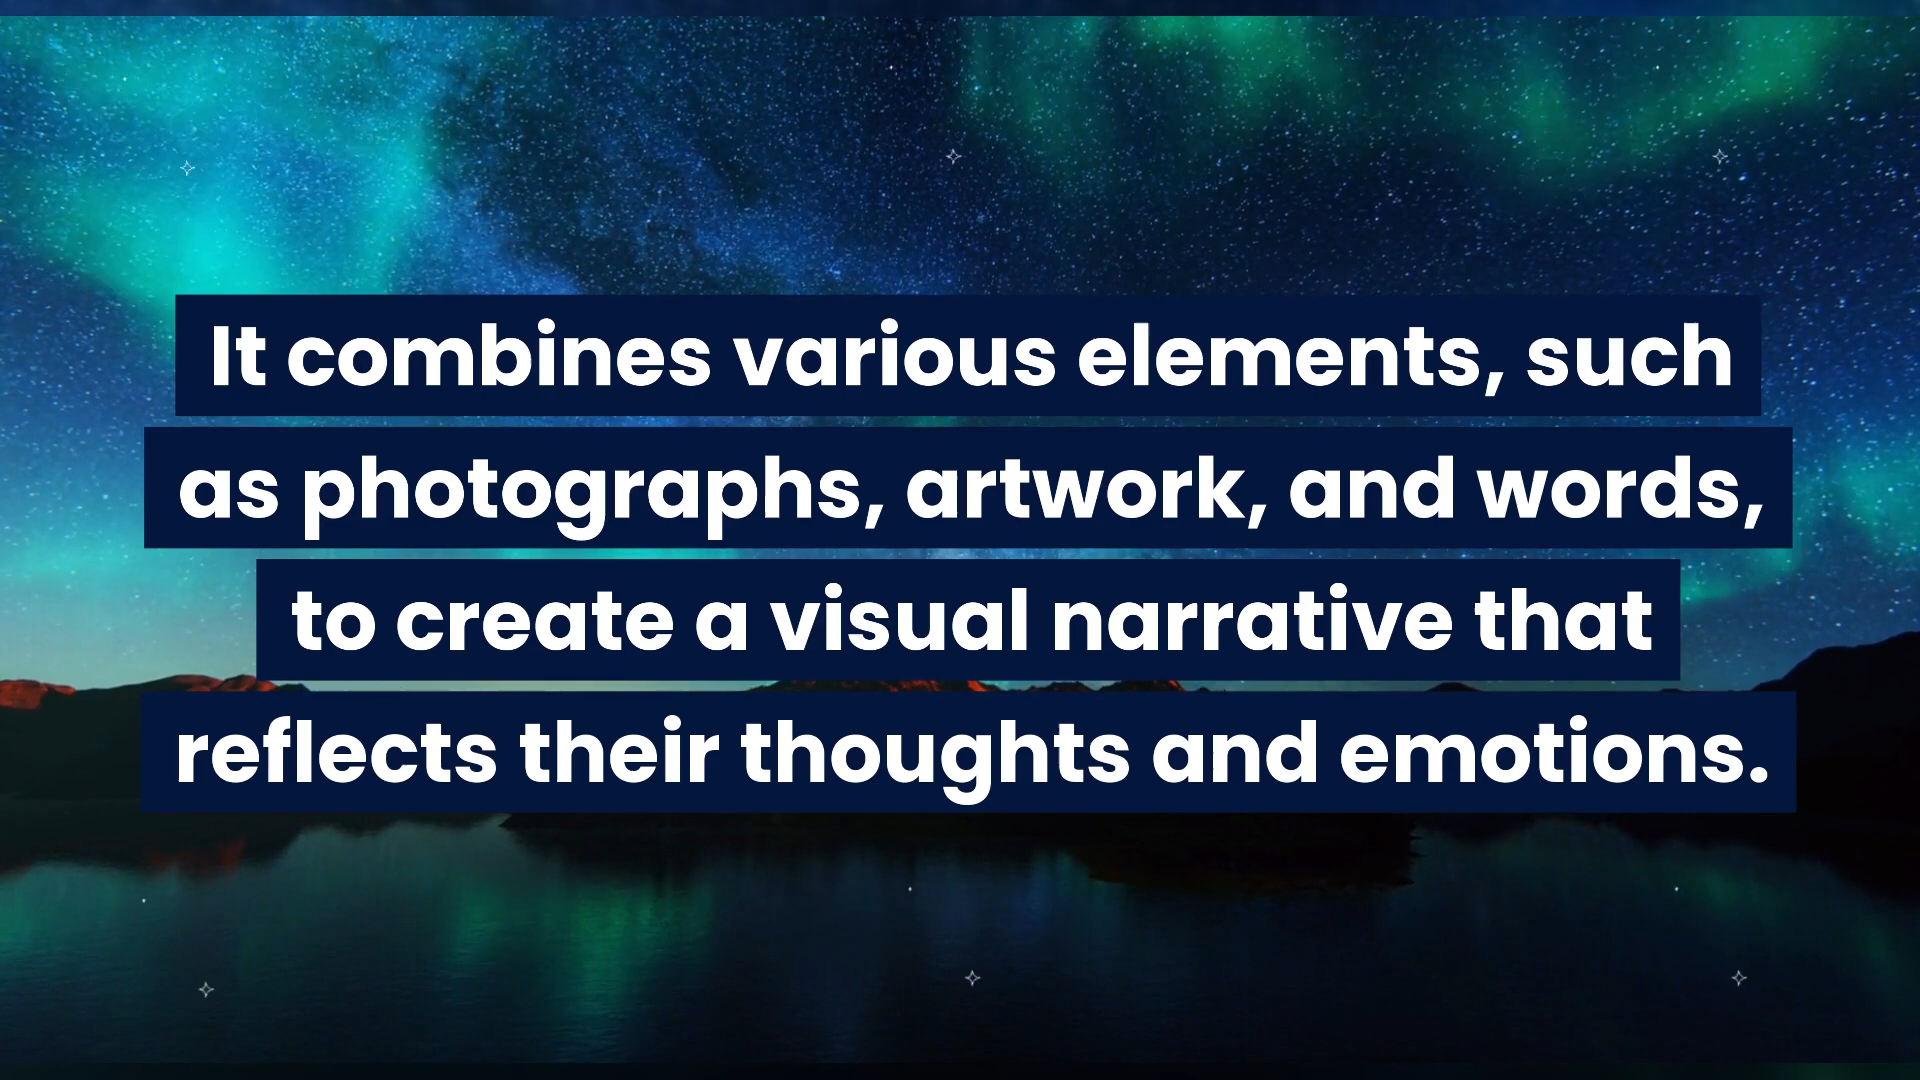 It combines various elements, such
as photographs, artwork, and words,
to create a visual narrative that
reflects their thoughts and emotions.